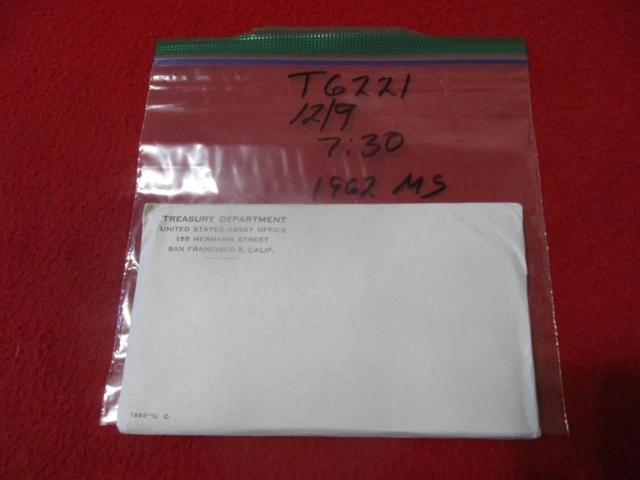 T6221
12/9
7:30
1962 MS
TREASURY DEPARTMENT
UNITED STATES ASSAY OFFICE
155 HERMANN STREET
SAN FRANCISCO 2, CALIF.
1962-U. C.